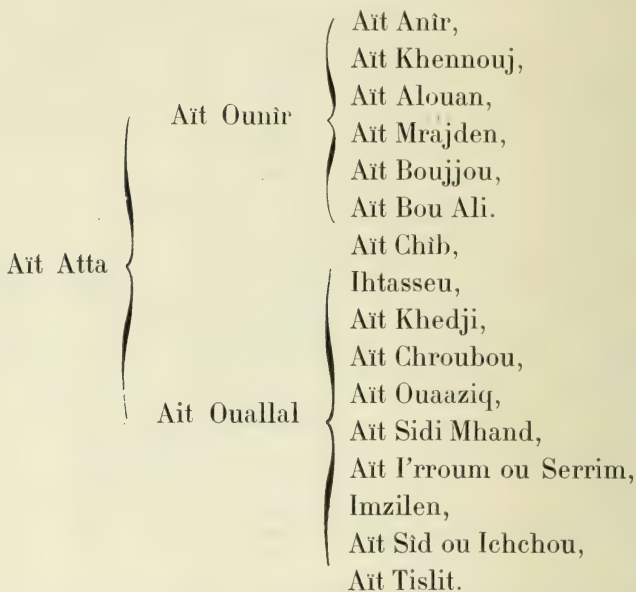 Aït Atta
Aït Ounîr
Aït Anîr,
Aït Khennouj,
Aït Alouan,
Aït Mrajden,
Aït Boujjou,
Aït Bou Ali.
Ait Ouallal
Aït Chîb,
Ihtasseu,
Aït Khedji,
Aït Chroubou,
Aït Ouaaziq,
Aït Sidi Mhand,
Aït I'rroum ou Serrim,
Imzilen,
Aït Sîd ou Ichchou,
Aït Tislit.